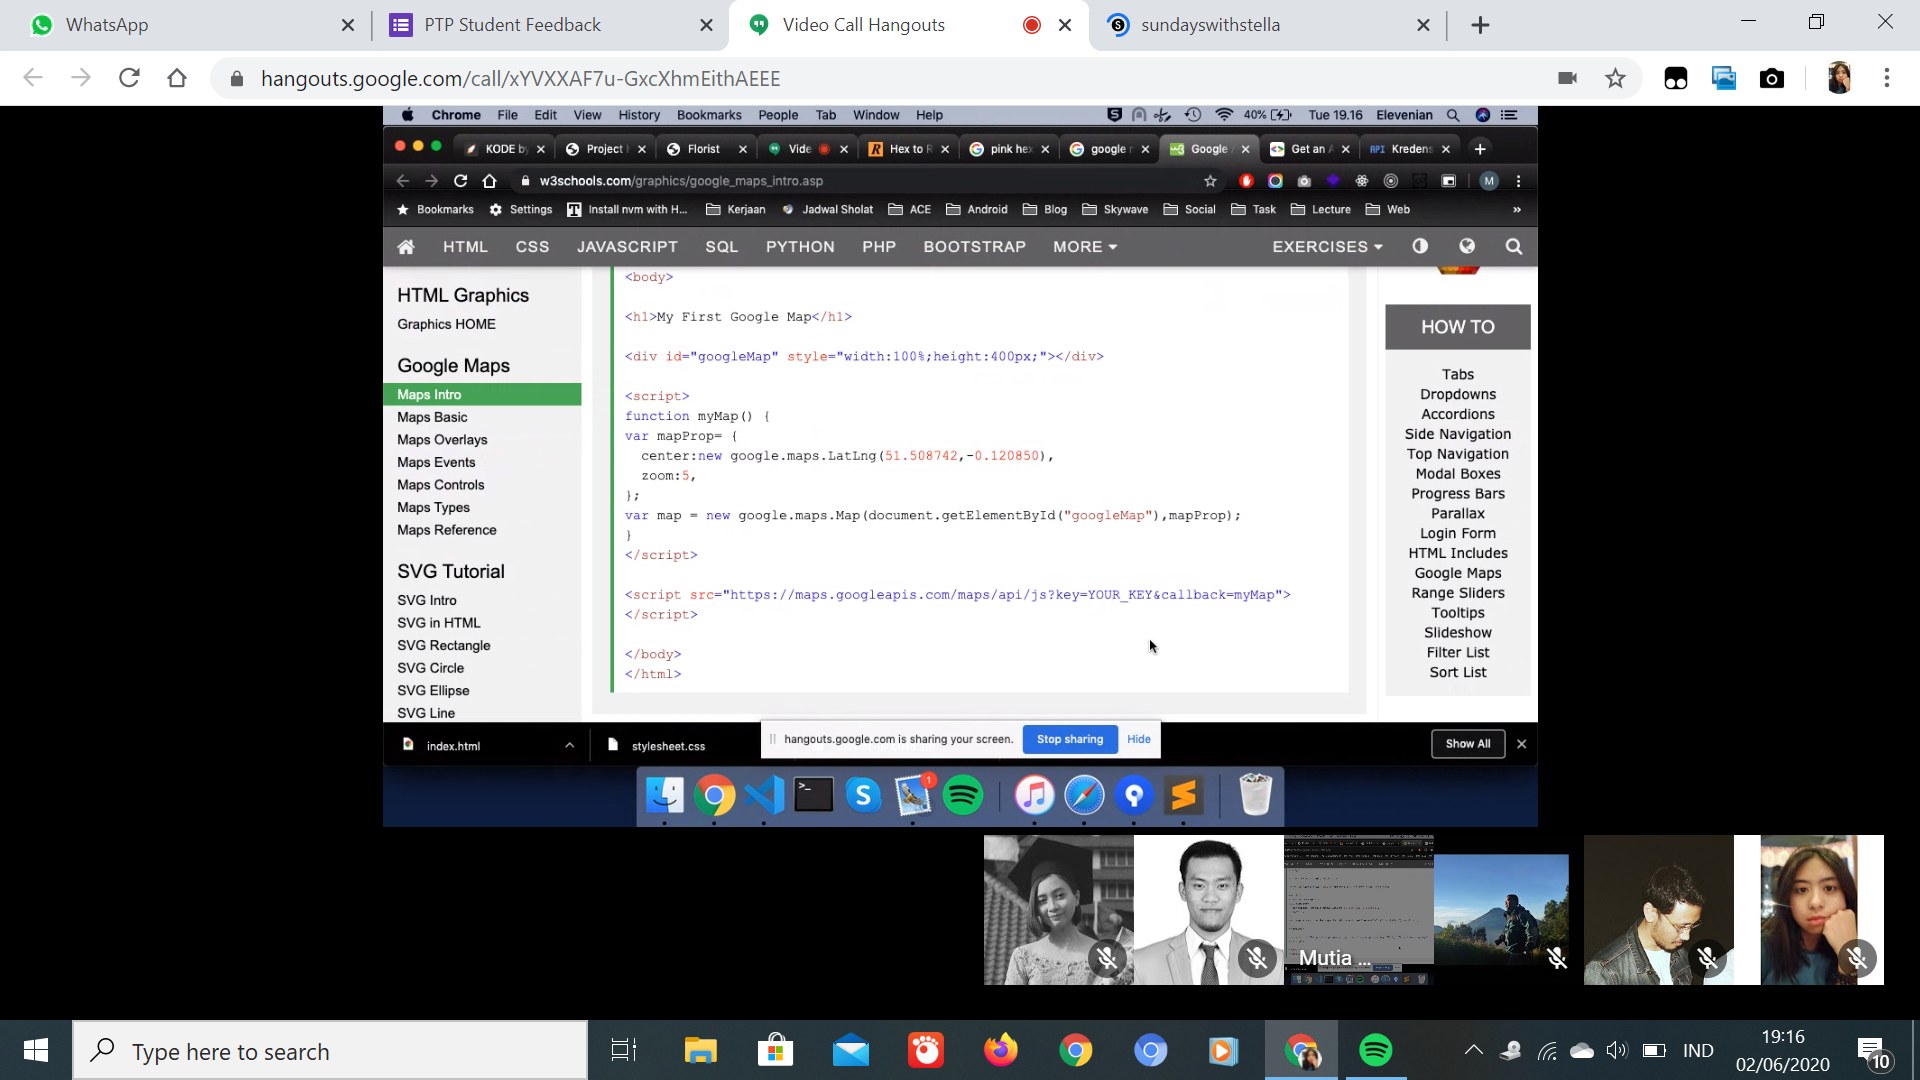 WhatsApp
PTP Student Feedback
Video Call Hangouts
sundayswithstella
hangouts.google.com/call/xYVXXAF7u-GxcXhmEithAEEE
Chrome File Edit View History Bookmarks People Tab Window Help
40% Tue 19.16 Elevenian
KODE by
Project
Florist
Vide
Hex to R
pink hex
google
Google
Get an
API Kredens
w3schools.com/graphics/google_maps_intro.asp
M
Bookmarks Settings Install nvm with H... Kerjaan Jadwal Sholat ACE Android Blog Skywave Social Task Lecture Web »
HTML CSS JAVASCRIPT SQL PYTHON PHP BOOTSTRAP MORE EXERCISES
HTML Graphics
Graphics HOME
Google Maps
Maps Intro
Maps Basic
Maps Overlays
Maps Events
Maps Controls
Maps Types
Maps Reference
SVG Tutorial
SVG Intro
SVG in HTML
SVG Rectangle
SVG Circle
SVG Ellipse
SVG Line
<body>
<h1>My First Google Map</h1>
<div id="googleMap" style="width:100%;height:400px;"></div>
<script>
function myMap() {
var mapProp= {
center:new google.maps.LatLng(51.508742,-0.120850),
zoom:5,
};
var map = new google.maps.Map(document.getElementById("googleMap"),mapProp);
}
</script>
<script src="https://maps.googleapis.com/maps/api/js?key=YOUR_KEY&callback=myMap">
</script>
</body>
</html>
HOW TO
Tabs
Dropdowns
Accordions
Side Navigation
Top Navigation
Modal Boxes
Progress Bars
Parallax
Login Form
HTML Includes
Google Maps
Range Sliders
Tooltips
Slideshow
Filter List
Sort List
index.html
stylesheet.css
hangouts.google.com is sharing your screen. Stop sharing Hide
Show All
1
Mutia ...
Type here to search
IND
19:16
02/06/2020
10